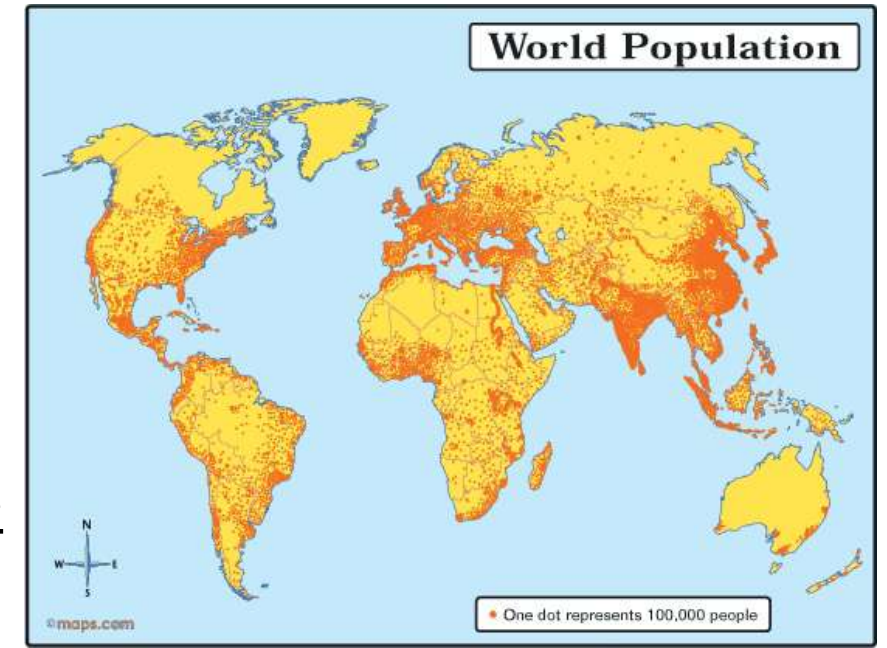 World Population
N
W E
S
One dot represents 100,000 people
©maps.com